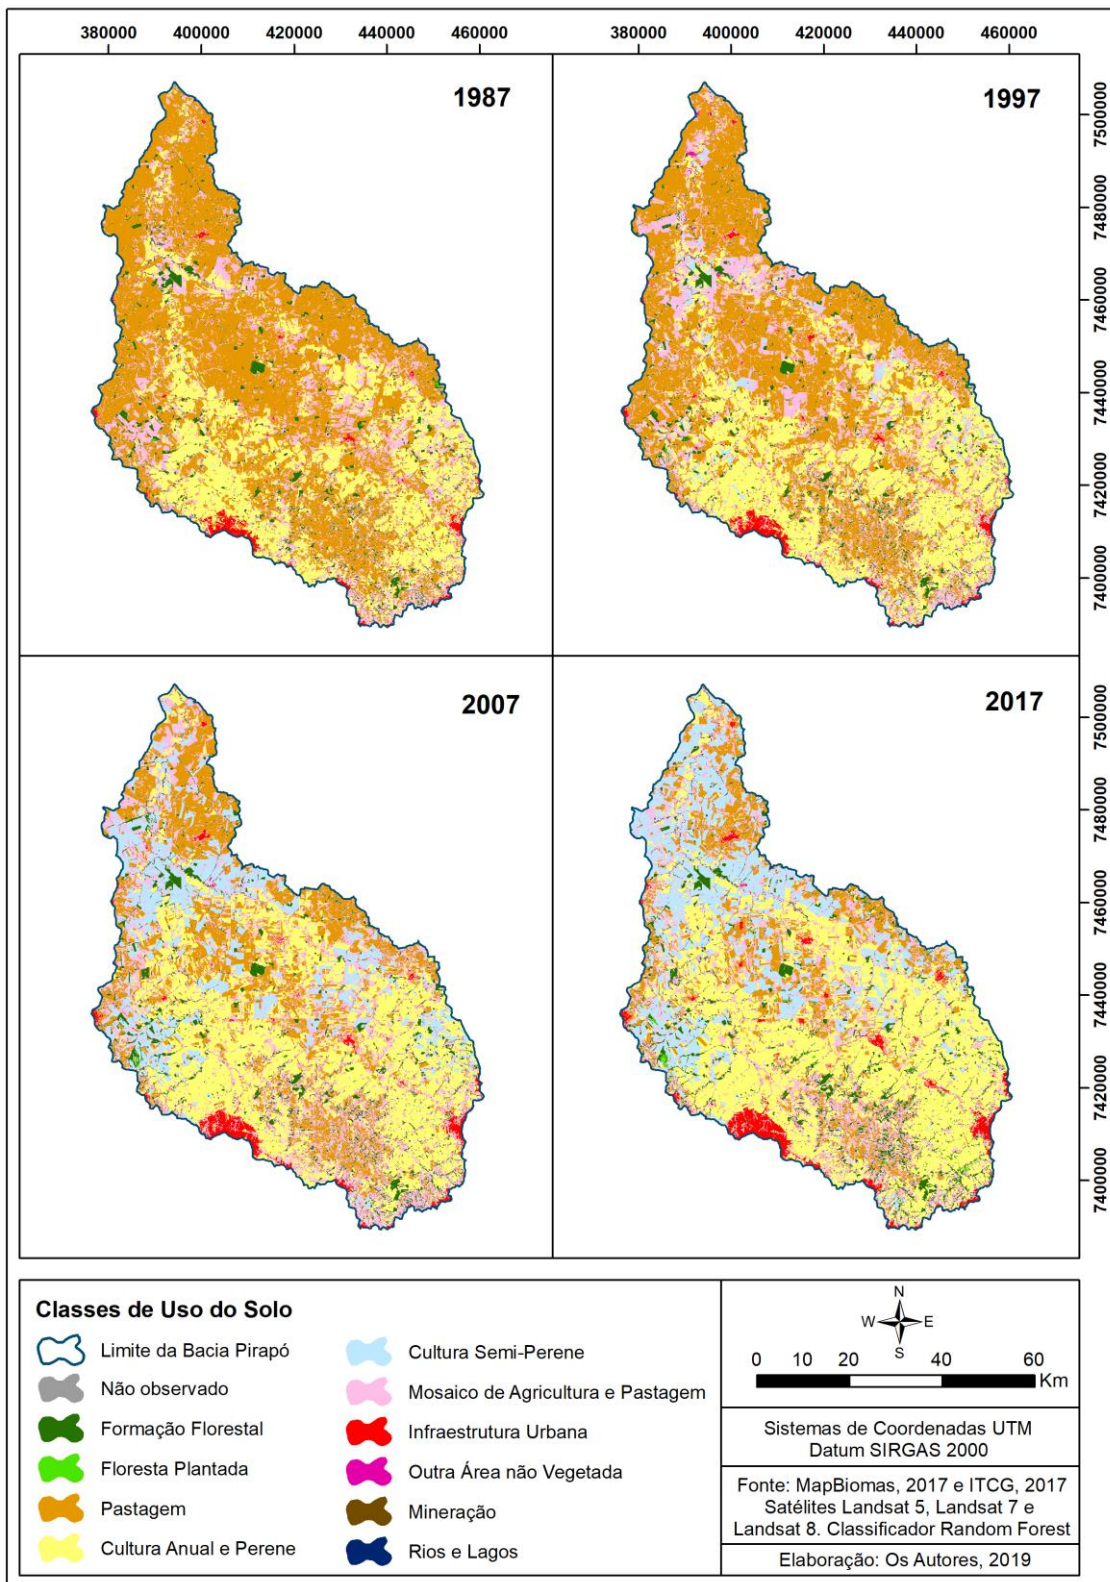 380000 400000 420000 440000 460000
380000 400000 420000 440000 460000
1987
1997
7500000
7480000
7460000
7440000
7420000
7400000
2007
2017
7500000
7480000
7460000
7440000
7420000
7400000
Classes de Uso do Solo
Limite da Bacia Pirapó
Não observado
Formação Florestal
Floresta Plantada
Pastagem
Cultura Anual e Perene
Cultura Semi-Perene
Mosaico de Agricultura e Pastagem
Infraestrutura Urbana
Outra Área não Vegetada
Mineração
Rios e Lagos
N
W E
S
0 10 20 40 60
Km
Sistemas de Coordenadas UTM
Datum SIRGAS 2000
Fonte: MapBiomas, 2017 e ITCG, 2017
Satélites Landsat 5, Landsat 7 e
Landsat 8. Classificador Random Forest
Elaboração: Os Autores, 2019